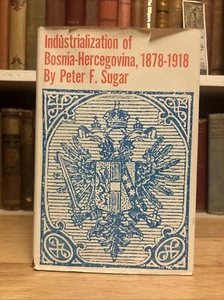 Industrialization of
Bosnia-Hercegovina, 1878-1918
By Peter F. Sugar